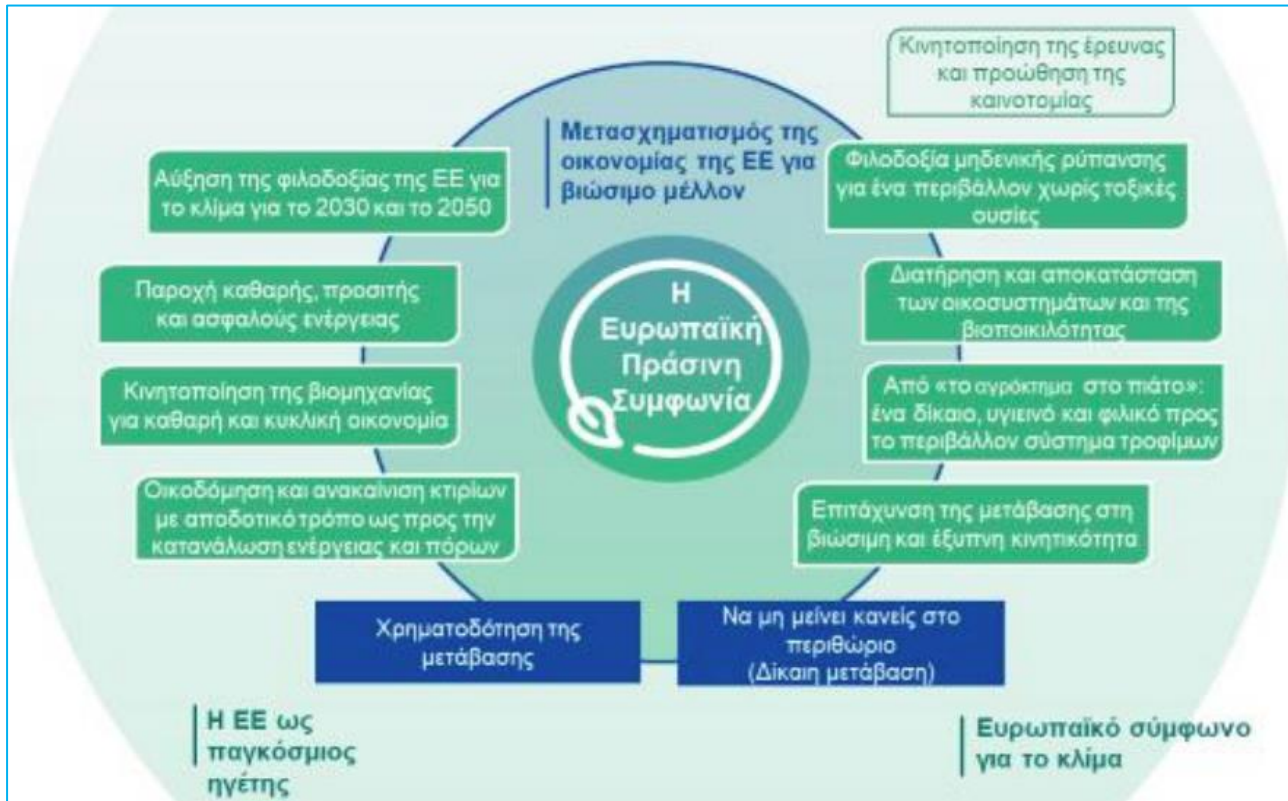 Κινητοποίηση της έρευνας
και προώθηση της
καινοτομίας
Μετασχηματισμός της
οικονομίας της ΕΕ για
βιώσιμο μέλλον
Αύξηση της φιλοδοξίας της ΕΕ για
το κλίμα για το 2030 και το 2050
Φιλοδοξία μηδενικής ρύπανσης
για ένα περιβάλλον χωρίς τοξικές
ουσίες
Παροχή καθαρής, προσιτής
και ασφαλούς ενέργειας
Η
Ευρωπαϊκή
Πράσινη
Συμφωνία
Διατήρηση και αποκατάσταση
των οικοσυστημάτων και της
βιοποικιλότητας
Κινητοποίηση της βιομηχανίας
για καθαρή και κυκλική οικονομία
Από «το αγρόκτημα στο πιάτο»:
ένα δίκαιο, υγιεινό και φιλικό προς
το περιβάλλον σύστημα τροφίμων
Οικοδόμηση και ανακαίνιση κτιρίων
με αποδοτικό τρόπο ως προς την
κατανάλωση ενέργειας και πόρων
Επιτάχυνση της μετάβασης στη
βιώσιμη και έξυπνη κινητικότητα
Χρηματοδότηση της
μετάβασης
Να μη μείνει κανείς στο
περιθώριο
(Δίκαιη μετάβαση)
Η ΕΕ ως
παγκόσμιος
ηγέτης
Ευρωπαϊκό σύμφωνο
για το κλίμα